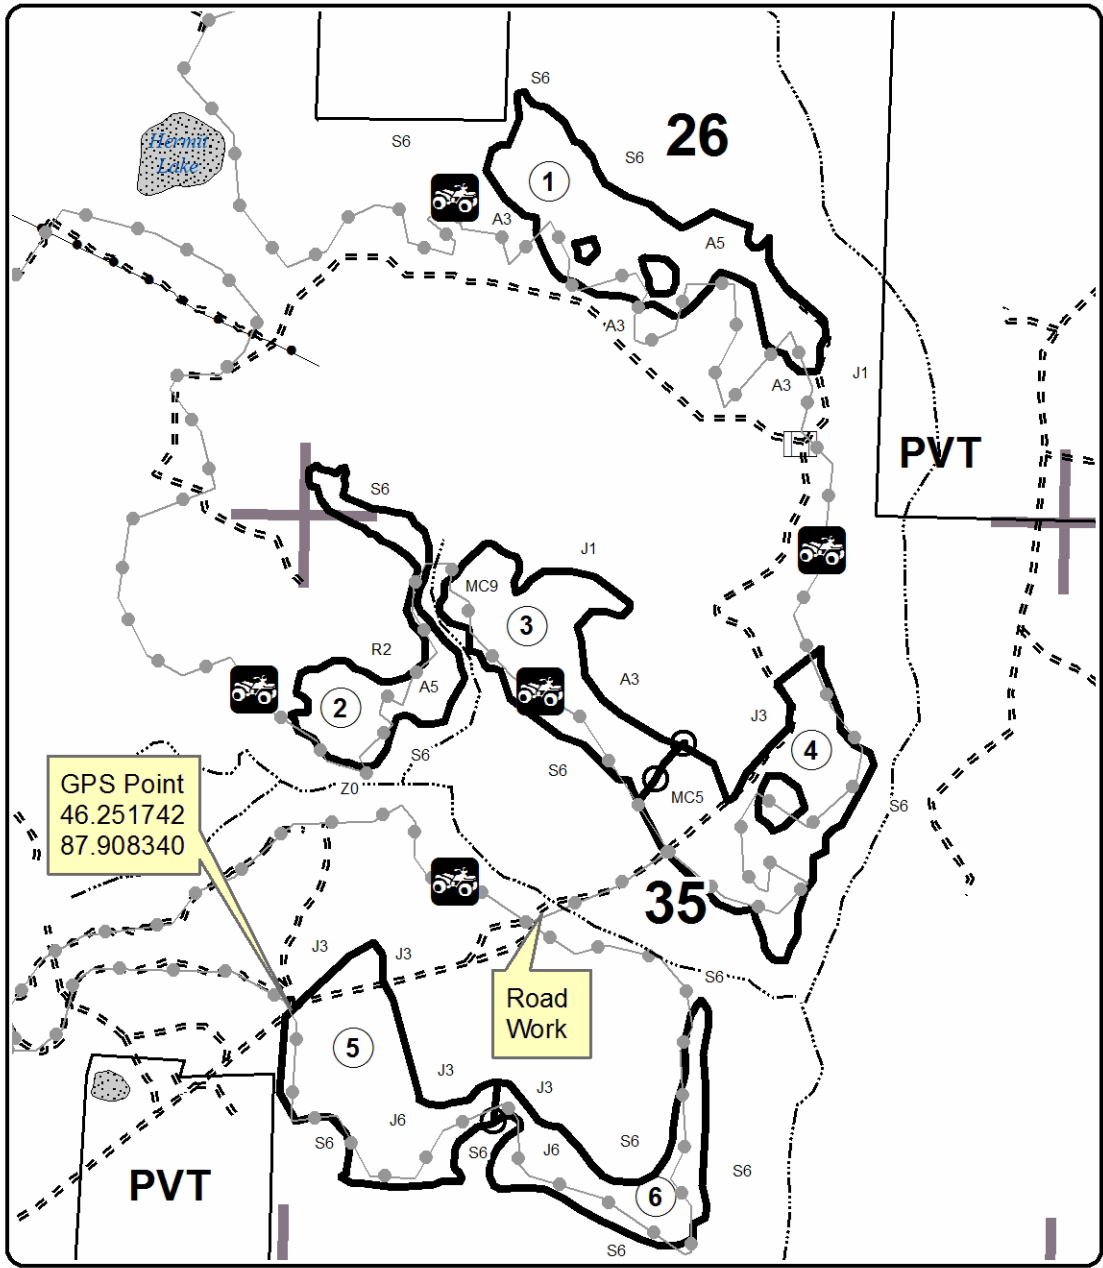 S6
26
S6
Hermit
Lake
S6
1
A3
A5
A3
J1
A3
PVT
S6
J1
MC9
3
R2
A3
A5
2
J3
4
S6
S6
Z0
MC5
S6
GPS Point
46.251742
87.908340
35
J3
J3
S6
Road
Work
5
J3
J3
J6
S6
S6
J6
S6
S6
PVT
6
S6